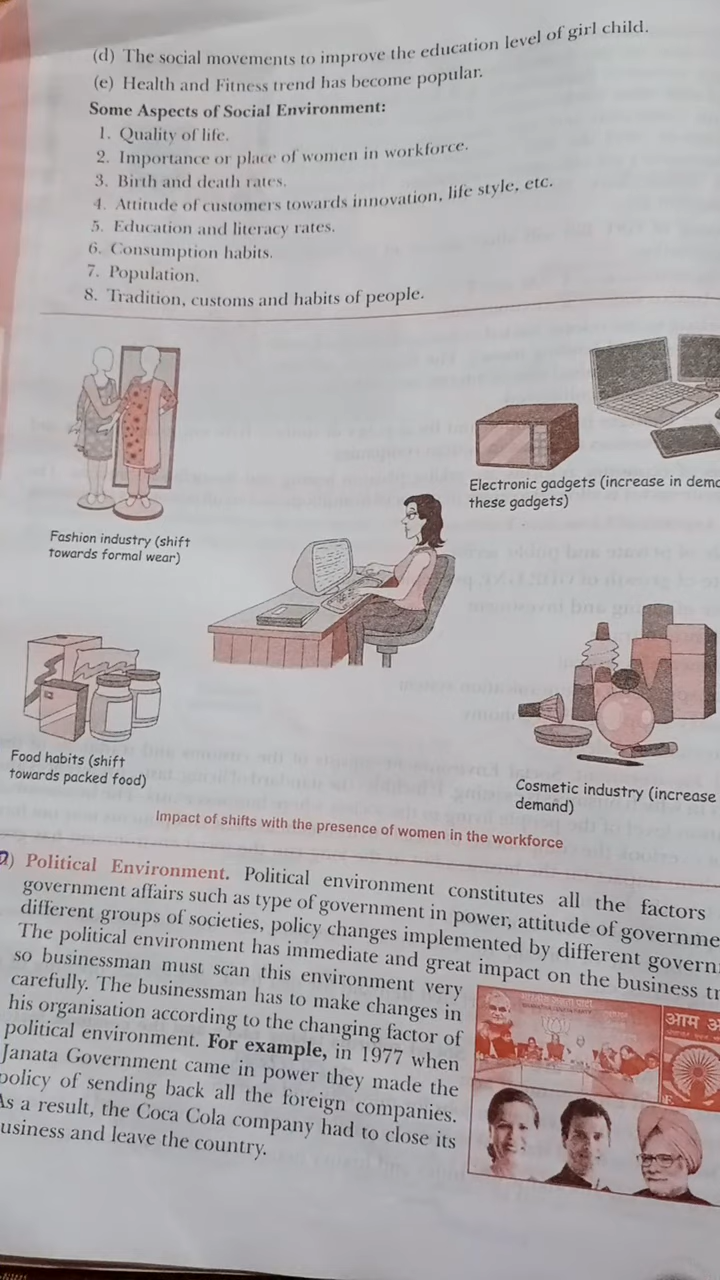 (d) The social movements to improve the education level of girl child.
(e) Health and Fitness trend has become popular.
Some Aspects of Social Environment:
1. Quality of life.
2. Importance or place of women in workforce.
3. Birth and death rates.
4. Attitude of customers towards innovation, life style, etc.
5. Education and literacy rates.
6. Consumption habits.
7. Population.
8. Tradition, customs and habits of people.
Electronic gadgets (increase in dema
these gadgets)
Fashion industry (shift
towards formal wear)
Food habits (shift
towards packed food)
Cosmetic industry (increase
demand)
Impact of shifts with the presence of women in the workforce
) Political Environment. Political environment constitutes all the factors
government affairs such as type of government in power, attitude of governme
different groups of societies, policy changes implemented by different govern
The political environment has immediate and great impact on the business tr
so businessman must scan this environment very
carefully. The businessman has to make changes in
his organisation according to the changing factor of
political environment. For example, in 1977 when
Janata Government came in power they made the
policy of sending back all the foreign companies.
As a result, the Coca Cola company had to close its
usiness and leave the country.
आम